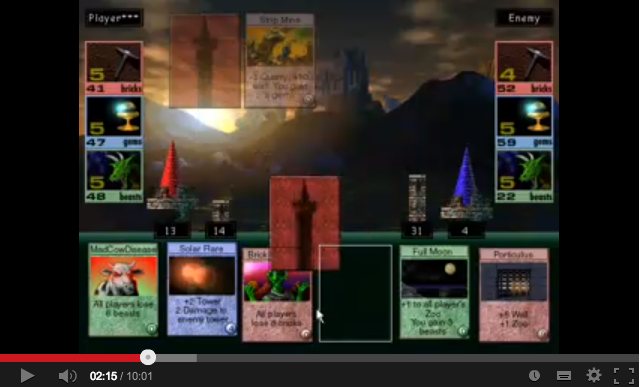 Player***
Enemy
Strip Mine
5
41 bricks
5
47 gems
5
48 beasts
4
52 bricks
5
59 gems
5
22 beasts
13
14
31
4
MadCowDisease
All players lose
6 beasts
Solar Flare
+2 Tower
2 Damage to
enemy tower
Brick
All players
lose 8 bricks
Full Moon
+1 to all player's
Zoo
You gain 3
beasts
Portculus
+5 Wall
+1 Zoo
02:15 / 10:01